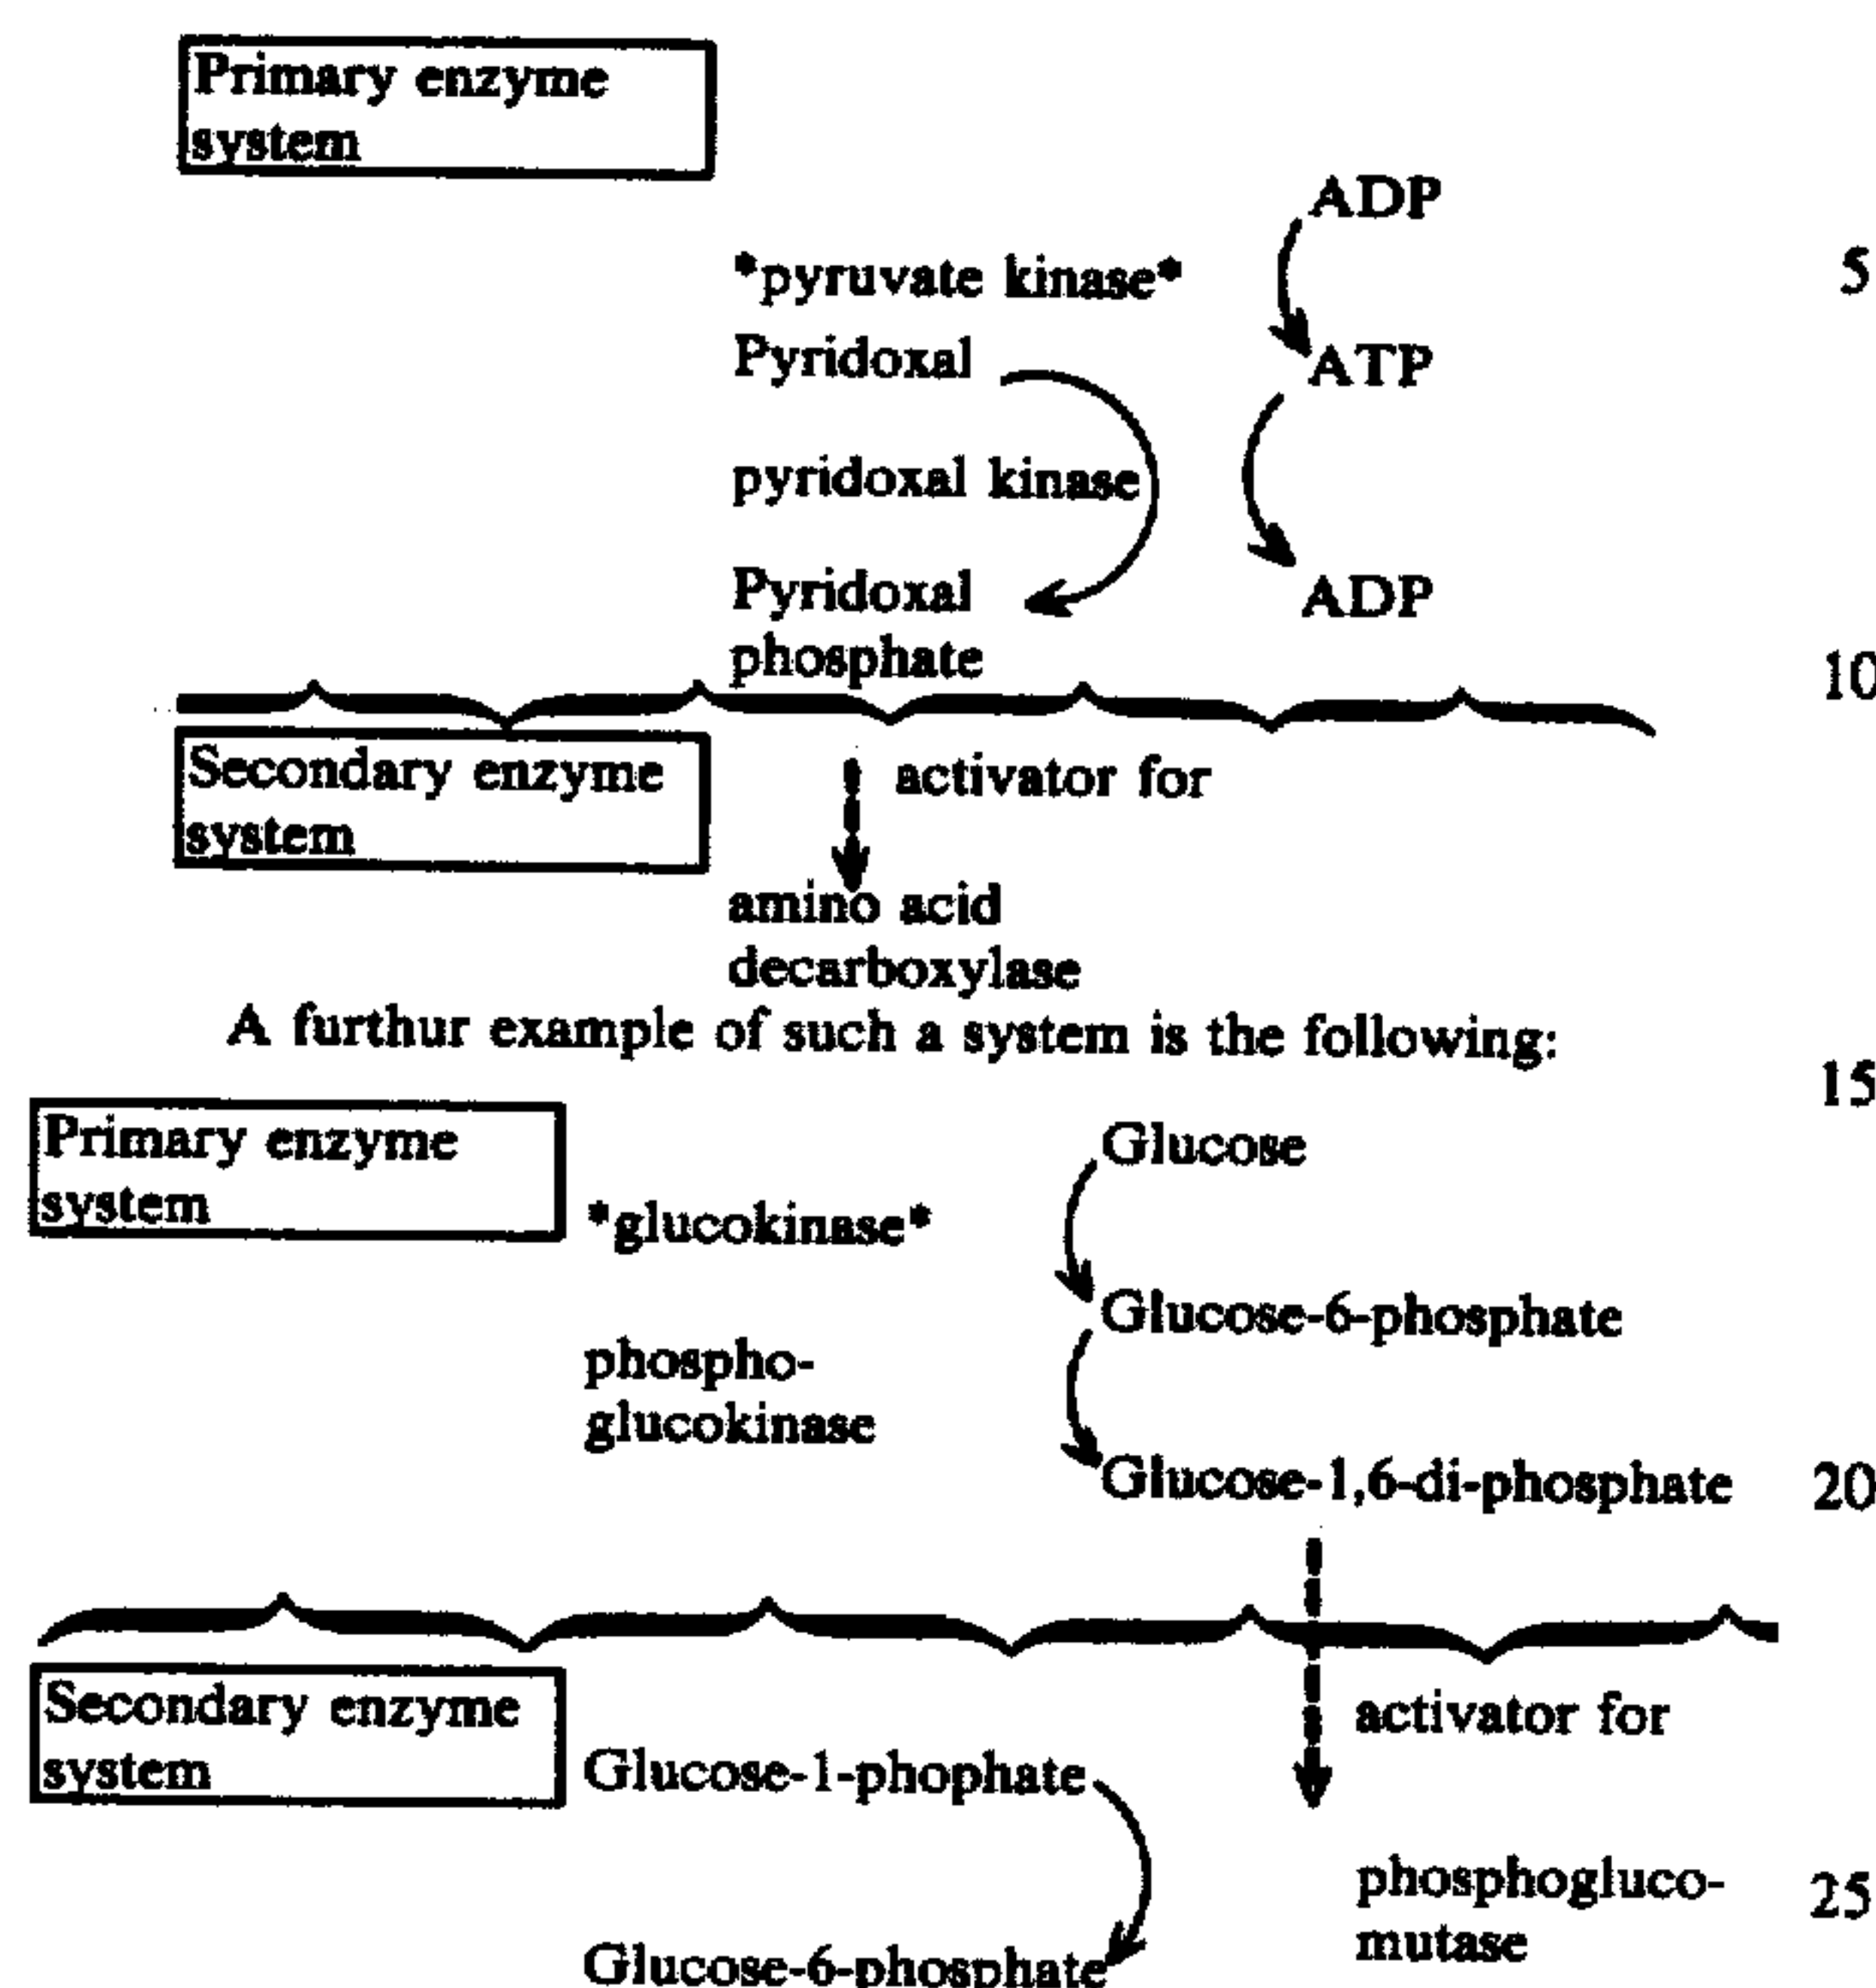 Primary enzyme
system
ADP
*pyruvate kinase*
5
Pyridoxal
ATP
pyridoxal kinase
Pyridoxal
phosphate
ADP
10
Secondary enzyme
system
activator for
amino acid
decarboxylase
A furthur example of such a system is the following:
15
Primary enzyme
system
Glucose
*glucokinase*
Glucose-6-phosphate
phospho-
glucokinase
Glucose-1,6-di-phosphate
20
Secondary enzyme
system
activator for
Glucose-1-phophate
phosphogluco-
mutase
25
Glucose-6-phosphate